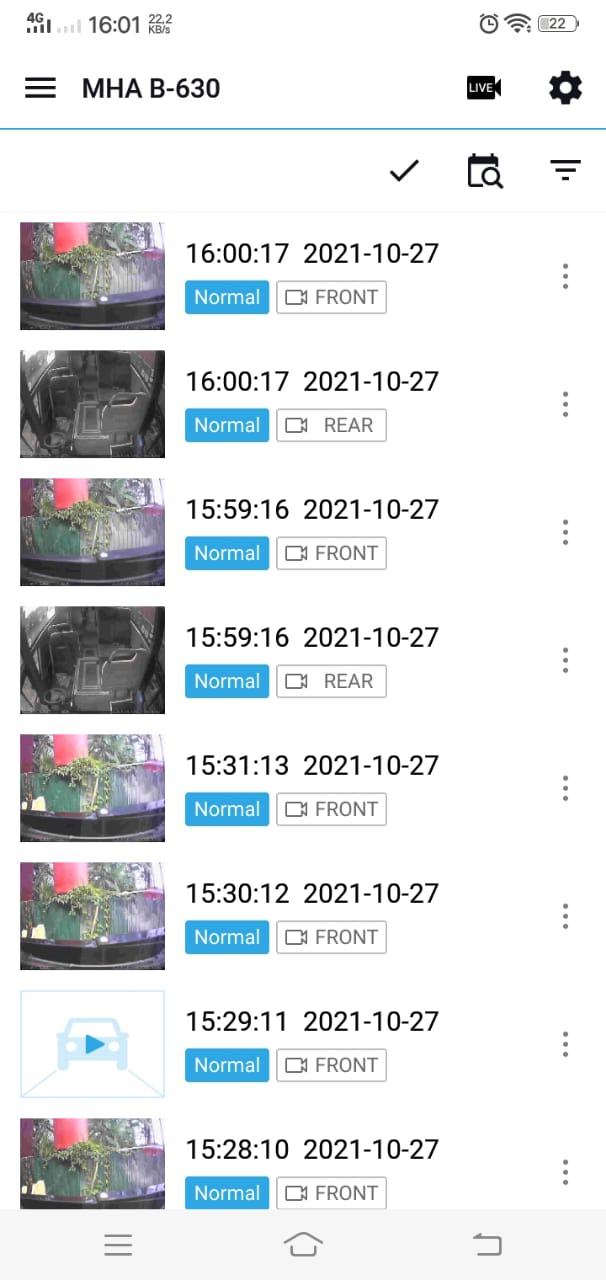 4G 16:01 22,2 KB/s 22
MHA B-630 LIVE
16:00:17 2021-10-27
Normal FRONT
16:00:17 2021-10-27
Normal REAR
15:59:16 2021-10-27
Normal FRONT
15:59:16 2021-10-27
Normal REAR
15:31:13 2021-10-27
Normal FRONT
15:30:12 2021-10-27
Normal FRONT
15:29:11 2021-10-27
Normal FRONT
15:28:10 2021-10-27
Normal FRONT